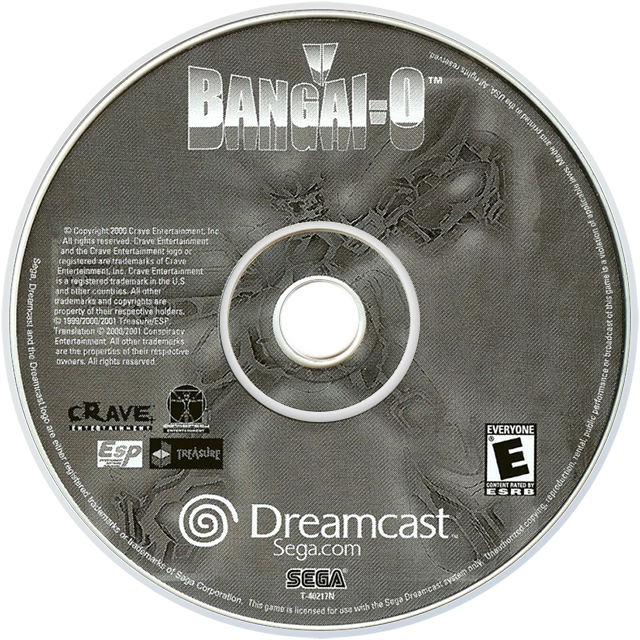 BANGAI-O™
© Copyright 2000 Crave Entertainment, Inc.
All rights reserved. Crave Entertainment
and the Crave Entertainment logo or
registered are trademarks of Crave
Entertainment, Inc. Crave Entertainment
is a registered trademark in the U.S
and other countries. All other
trademarks and copyrights are
property of their respective holders.
© 1999/2000/2001 Treasure/ESP.
Translation © 2000/2001 Conspiracy
Entertainment. All other trademarks
are the properties of their respective
owners. All rights reserved.
CRAVE
ENTERTAINMENT
ENTERTAINMENT
Esp
TREASURE
EVERYONE
E
CONTENT RATED BY
ESRB
Dreamcast™
Sega.com
SEGA
T-40217N
Sega, Dreamcast and the Dreamcast logo are either registered trademarks or trademarks of Sega Corporation. This game is licensed for use with the Sega Dreamcast system only. Unauthorized copying, reproduction, rental, public performance or broadcast of this game is a violation of applicable laws. Made and printed in the USA. All rights reserved.